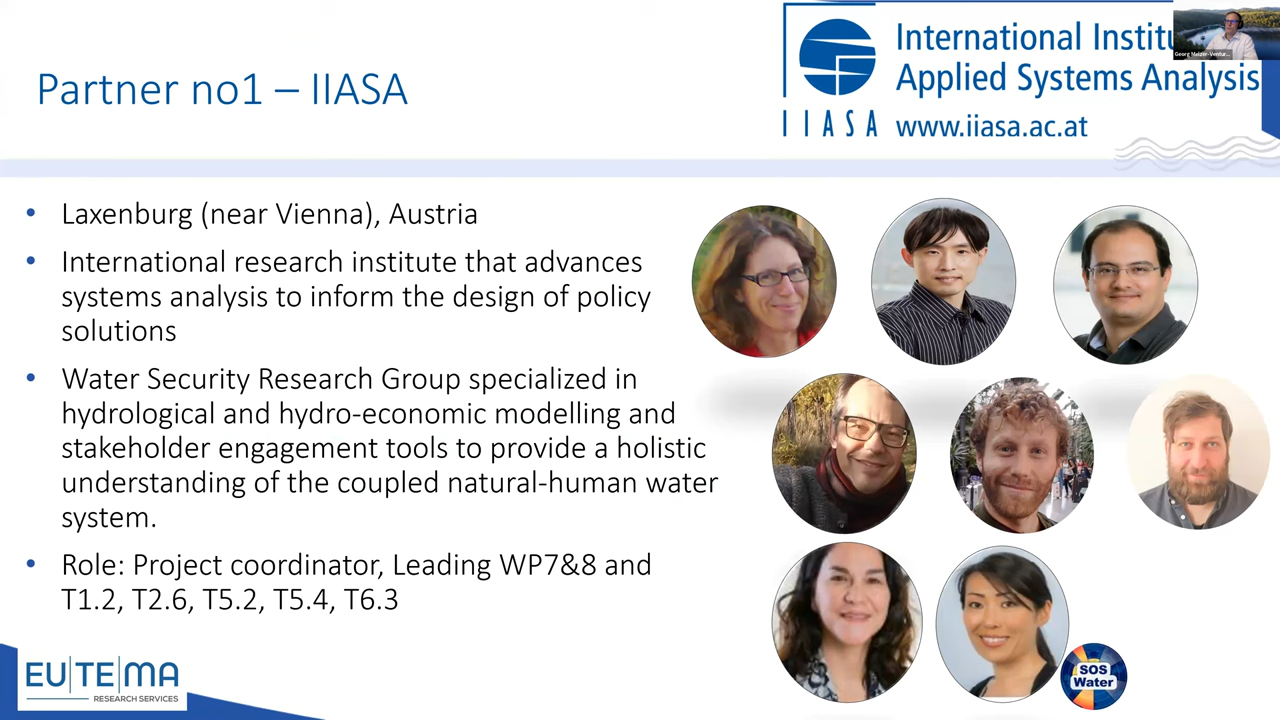 Partner no1 – IIASA
International Institu
Applied Systems Analysis
IIASA
www.iiasa.ac.at
• Laxenburg (near Vienna), Austria
• International research institute that advances
systems analysis to inform the design of policy
solutions
• Water Security Research Group specialized in
hydrological and hydro-economic modelling and
stakeholder engagement tools to provide a holistic
understanding of the coupled natural-human water
system.
• Role: Project coordinator, Leading WP7&8 and
T1.2, T2.6, T5.2, T5.4, T6.3
EU|TE|MA
RESEARCH SERVICES
SOS
Water
Georg Melzer-Ventur...